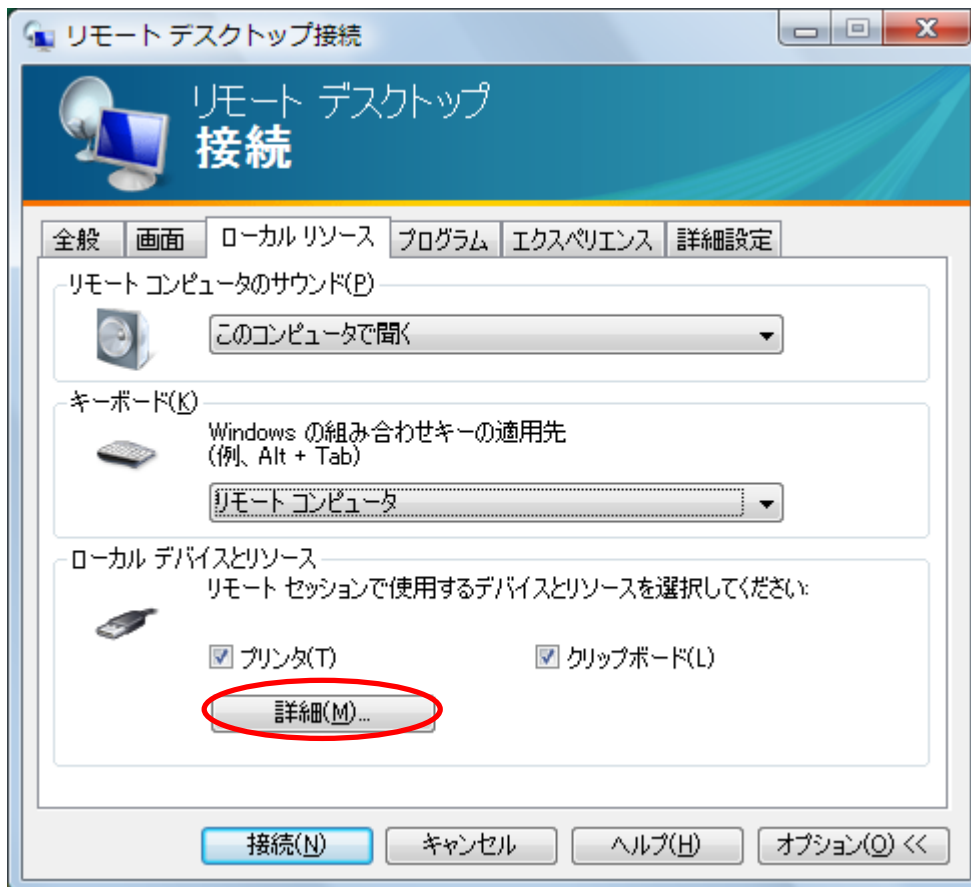 リモート デスクトップ接続
リモート デスクトップ
接続
全般 画面 ローカル リソース プログラム エクスペリエンス 詳細設定
リモート コンピュータのサウンド(P)
このコンピュータで聞く
キーボード(K)
Windows の組み合わせキーの適用先
(例、Alt + Tab)
リモート コンピュータ
ローカル デバイスとリソース
リモート セッションで使用するデバイスとリソースを選択してください:
プリンタ(T) クリップボード(L)
詳細(M)...
接続(N) キャンセル ヘルプ(H) オプション(O) <<